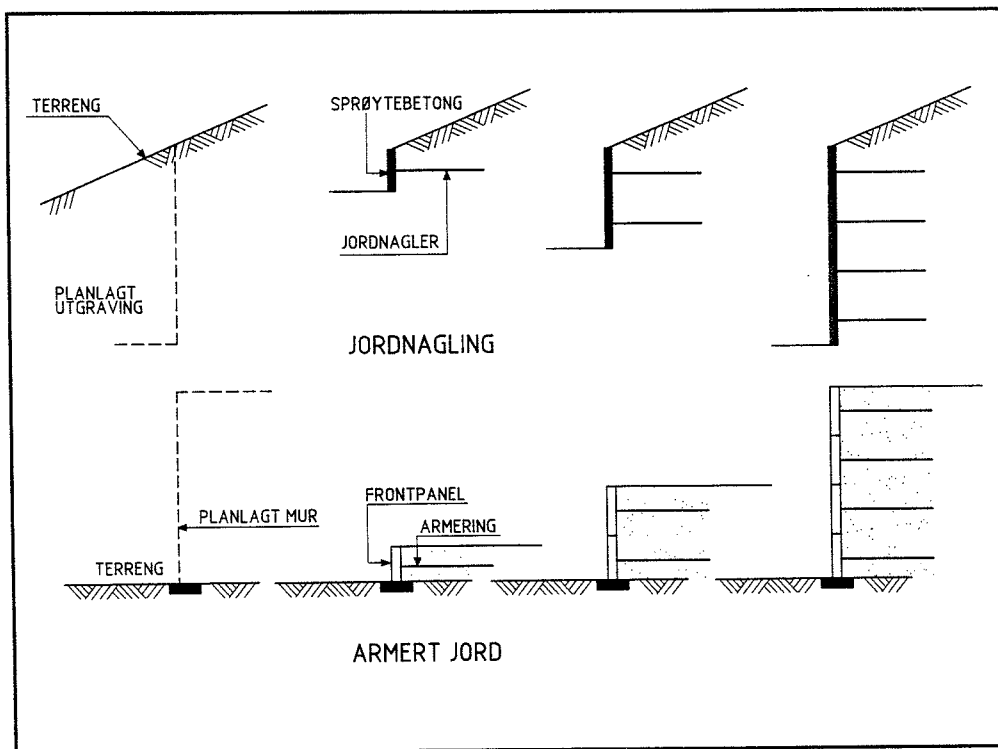 TERRENG
SPRØYTEBETONG
JORDNAGLER
PLANLAGT
UTGRAVING
JORDNAGLING
FRONTPANEL
PLANLAGT MUR
ARMERING
TERRENG
ARMERT JORD